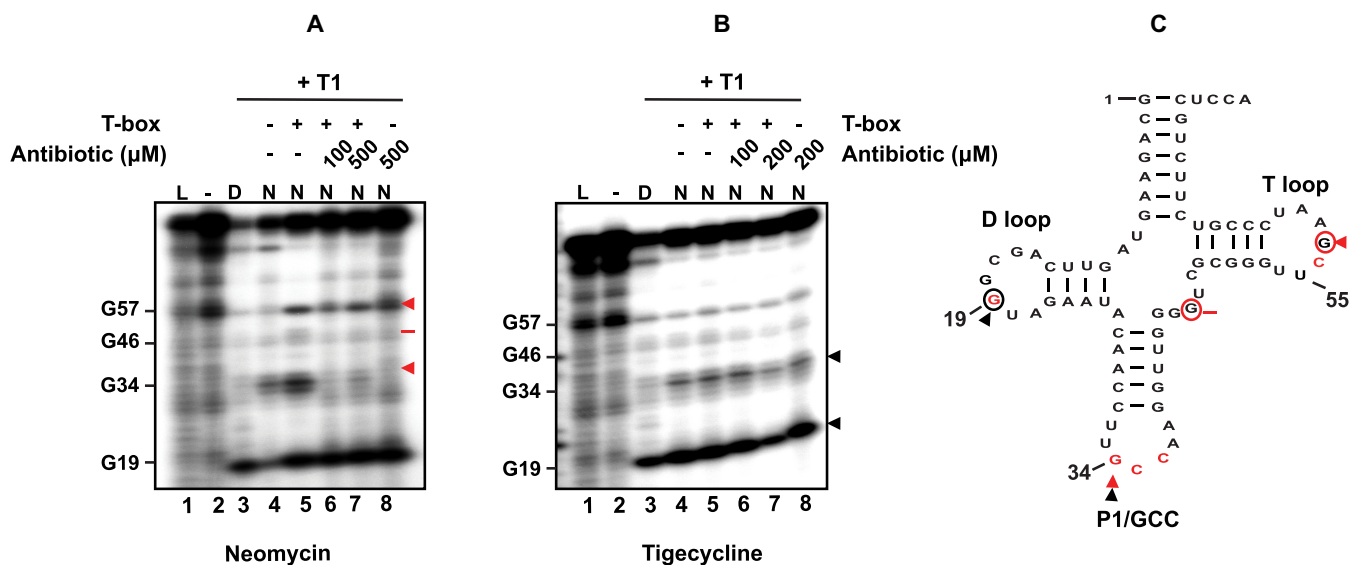 A
+ T1
T-box - + + + -
Antibiotic (µM) - - 100 500 500
L - D N N N N N
G57
G46
G34
G19
1 2 3 4 5 6 7 8
Neomycin
B
+ T1
- + + + - T-box
- - 100 200 200 Antibiotic (µM)
L - D N N N N N
G57
G46
G34
G19
1 2 3 4 5 6 7 8
Tigecycline
C
1 G C U C C A
C G
A U
G C
A U
A U
G C
U
A
T loop
U G C C C U A A
G
C
C G C G G G U U
55
D loop
G U U C A G C G
G
19
U A G A A U
A
U
C
G
G G G
A U
C G
A U
A U
C G
C G
U A
U A
34
G C C C
P1/GCC